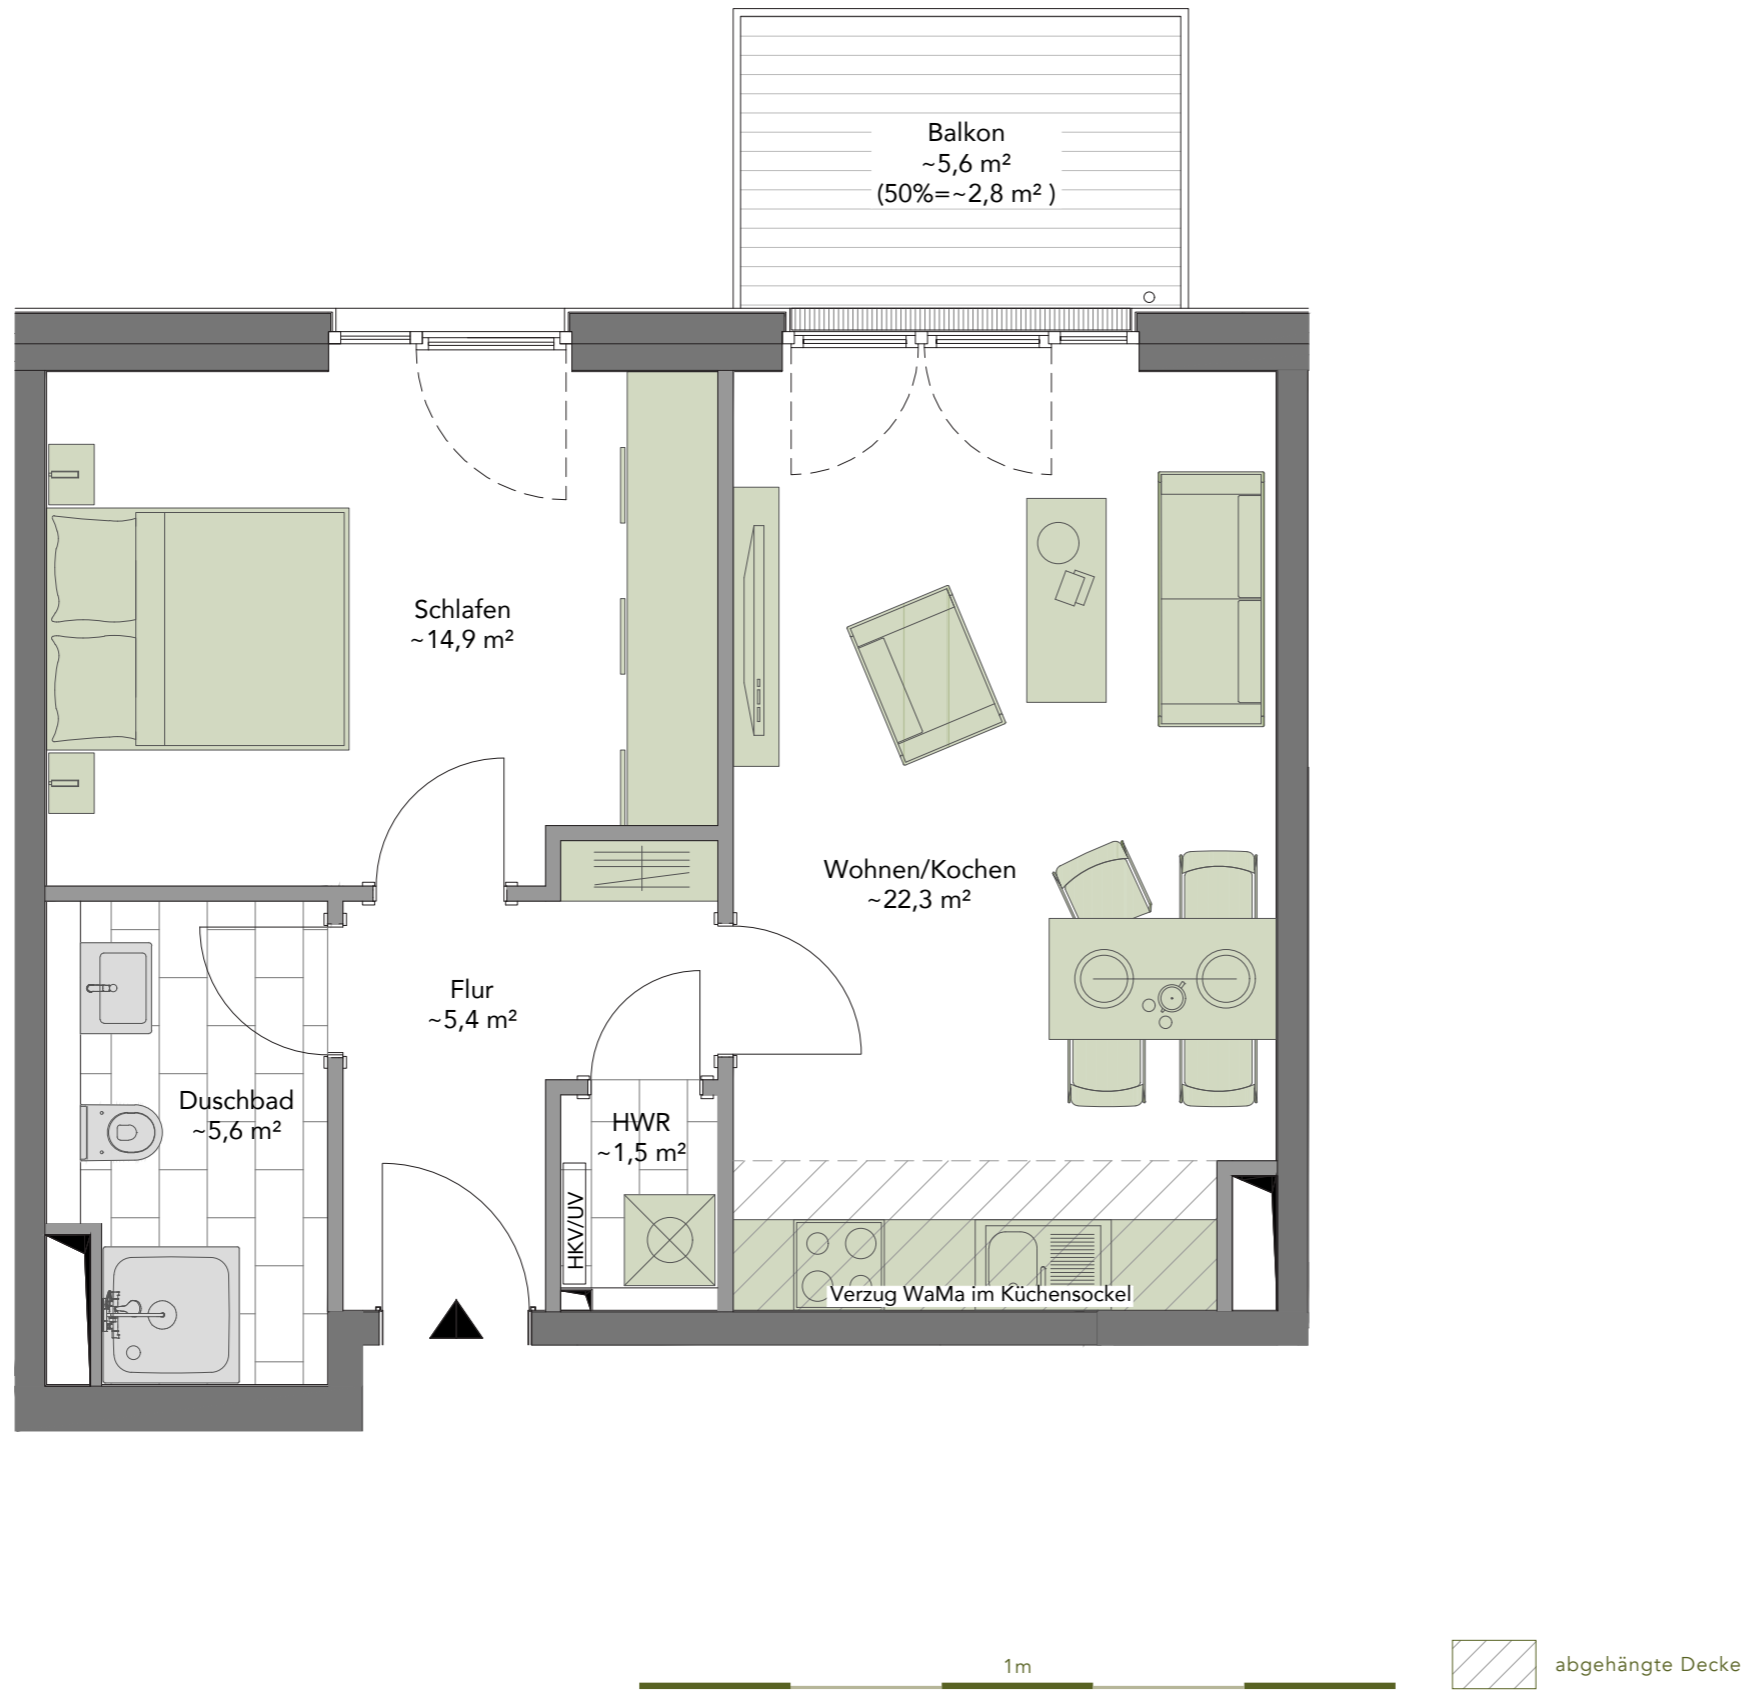 Balkon
~5,6 m²
(50%=~2,8 m² )
Schlafen
~14,9 m²
Wohnen/Kochen
~22,3 m²
Flur
~5,4 m²
Duschbad
~5,6 m²
HWR
~1,5 m²
HKV/UV
Verzug WaMa im Küchensockel
1m
abgehängte Decke